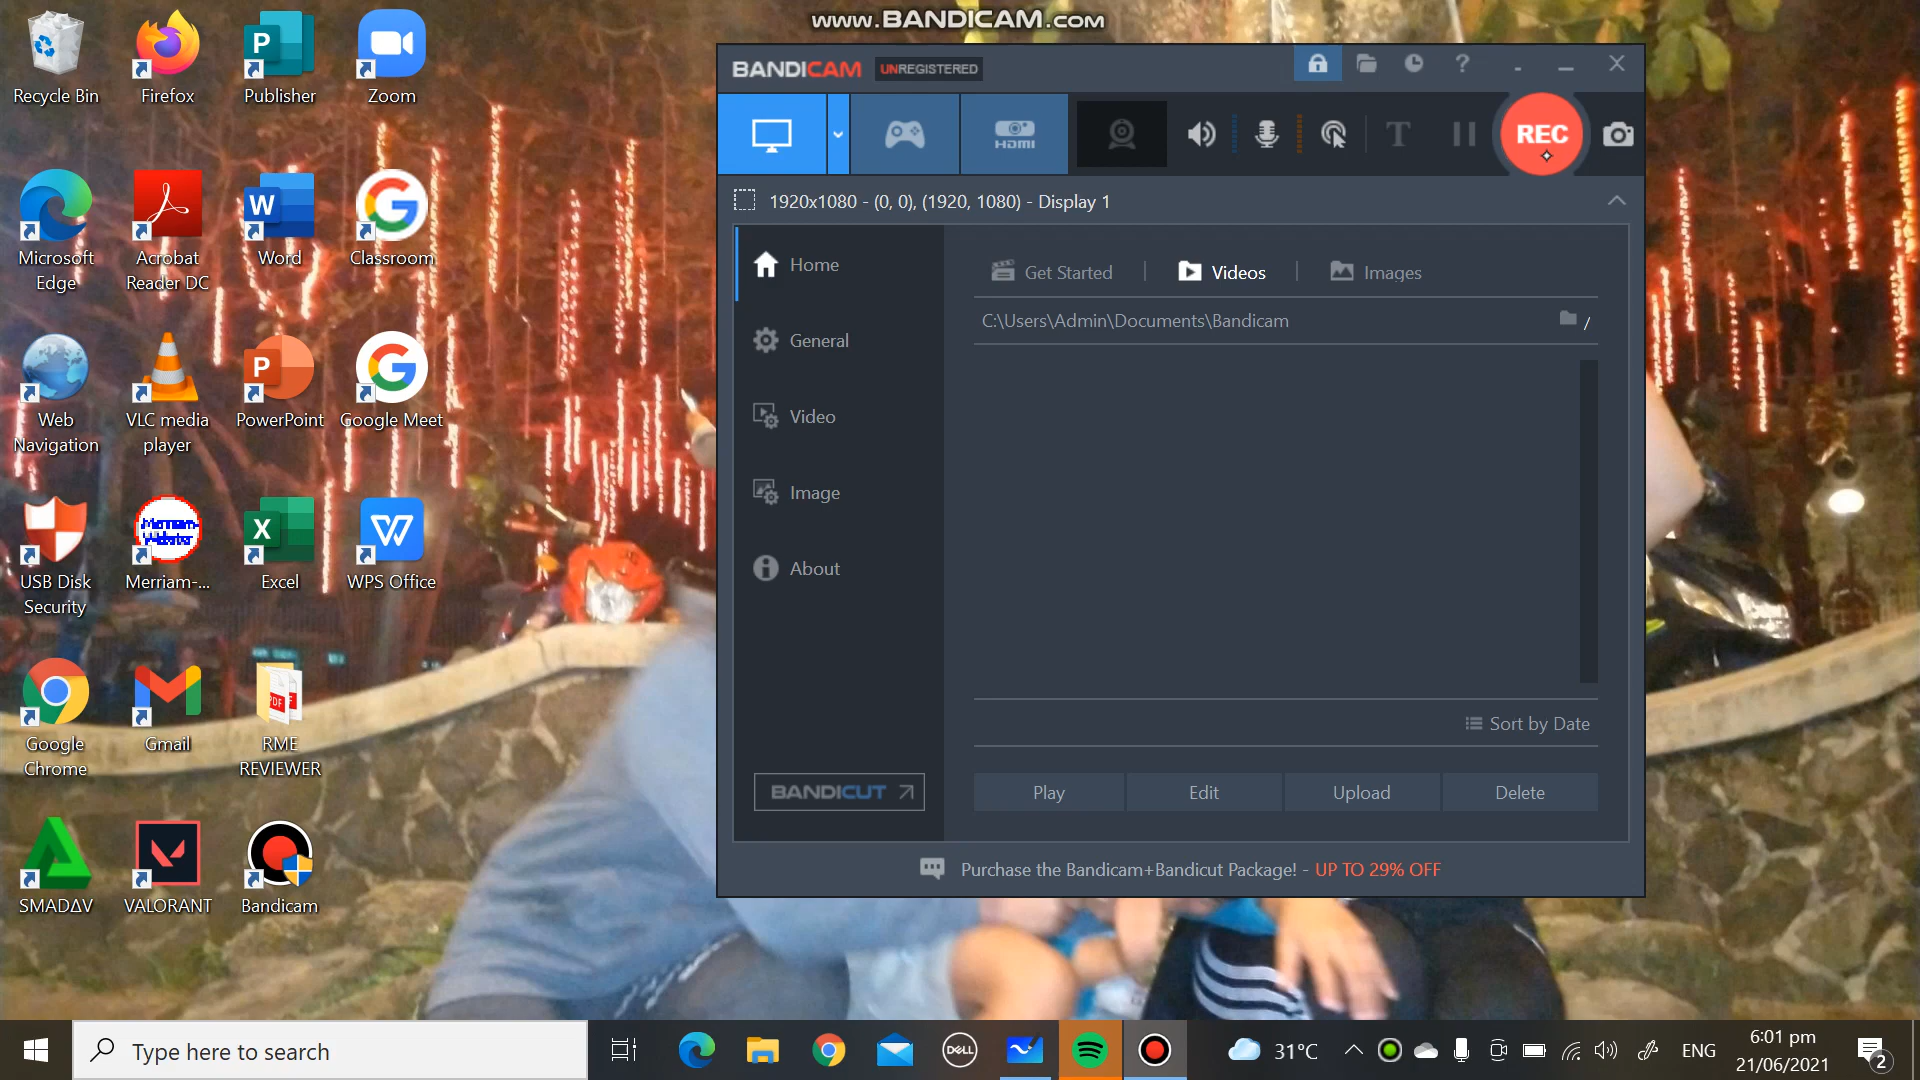 www.BANDICAM.com
Recycle Bin
Firefox
Publisher
Zoom
Microsoft
Edge
Acrobat
Reader DC
Word
Classroom
Web
Navigation
VLC media
player
PowerPoint
Google Meet
USB Disk
Security
Merriam-...
Excel
WPS Office
Google
Chrome
Gmail
RME
REVIEWER
SMADΔV
VALORANT
Bandicam
BANDICAM UNREGISTERED
HDMI
T
REC
1920x1080 - (0, 0), (1920, 1080) - Display 1
Home
General
Video
Image
About
BANDICUT
Get Started
Videos
Images
C:\Users\Admin\Documents\Bandicam
Sort by Date
Play
Edit
Upload
Delete
Purchase the Bandicam+Bandicut Package! - UP TO 29% OFF
Type here to search
DELL
31°C
ENG
6:01 pm
21/06/2021
2